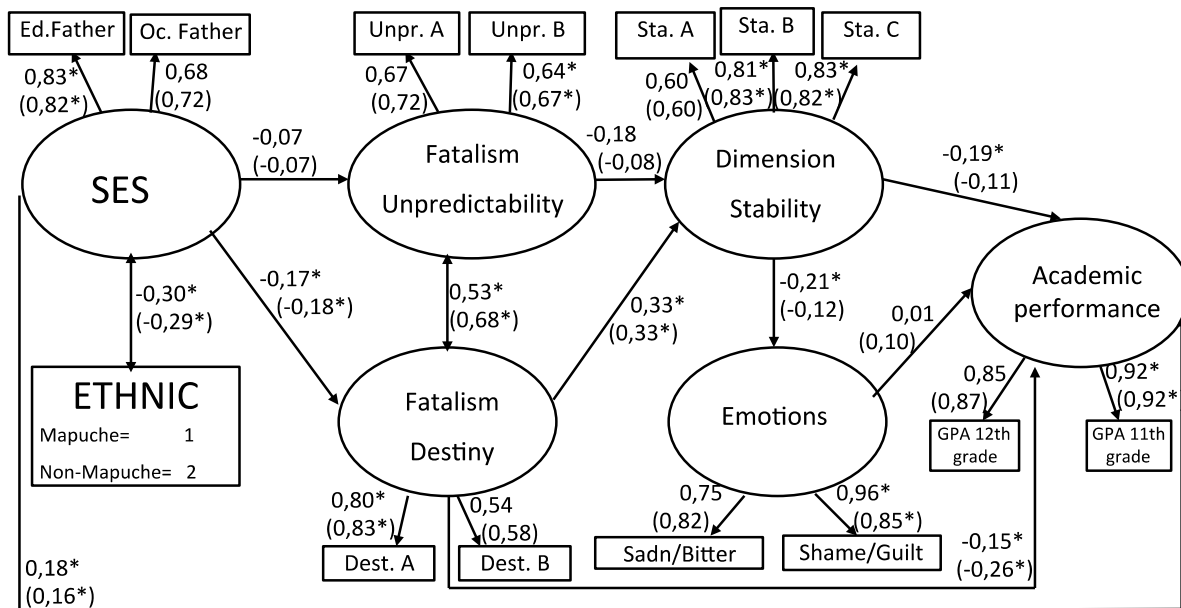 Ed.Father
Oc. Father
Unpr. A
Unpr. B
Sta. A
Sta. B
Sta. C
0,83*
(0,82*)
0,68
(0,72)
0,67
(0,72)
0,64*
(0,67*)
0,60
(0,60)
0,81*
(0,83*)
0,83*
(0,82*)
SES
-0,07
(-0,07)
Fatalism
Unpredictability
-0,18
(-0,08)
Dimension
Stability
-0,19*
(-0,11)
-0,30*
(-0,29*)
-0,17*
(-0,18*)
0,53*
(0,68*)
0,33*
(0,33*)
-0,21*
(-0,12)
0,01
(0,10)
Academic
performance
ETHNIC
Mapuche= 1
Non-Mapuche= 2
Fatalism
Destiny
Emotions
0,85
(0,87)
0,92*
(0,92*
GPA 12th
grade
GPA 11th
grade
0,80*
(0,83*)
0,54
(0,58)
0,75
(0,82)
0,96*
(0,85*)
Dest. A
Dest. B
Sadn/Bitter
Shame/Guilt
-0,15*
(-0,26*)
0,18*
(0,16*)